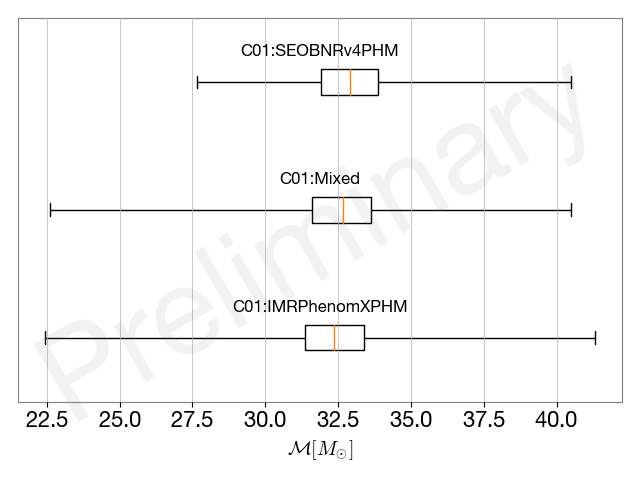 C01:SEOBNRv4PHM
C01:Mixed
C01:IMRPhenomXPHM
Preliminary
22.5 25.0 27.5 30.0 32.5 35.0 37.5 40.0
ℳ[M⊙]